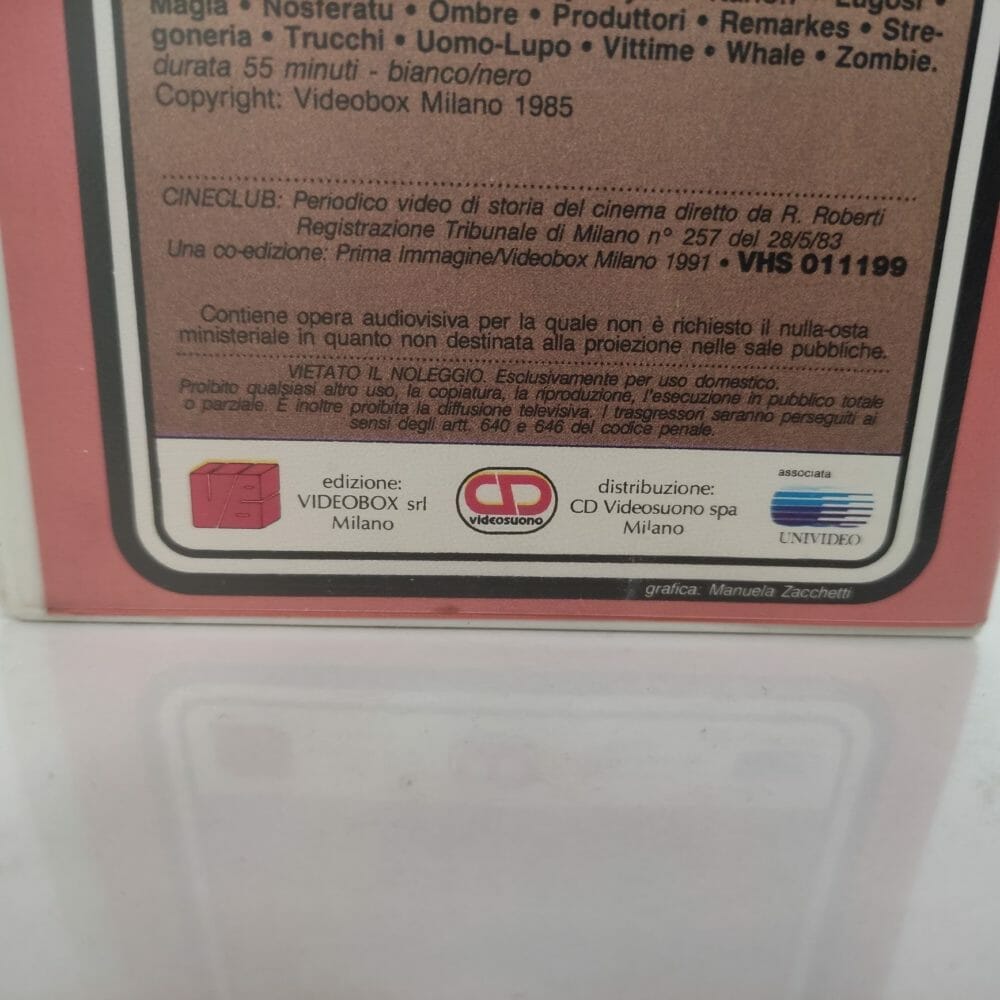 Lugosi •
Magia • Nosferatu • Ombre • Produttori • Remarkes • Stre-
goneria • Trucchi • Uomo-Lupo • Vittime • Whale • Zombie.
durata 55 minuti - bianco/nero
Copyright: Videobox Milano 1985
CINECLUB: Periodico video di storia del cinema diretto da R. Roberti
Registrazione Tribunale di Milano n° 257 del 28/5/83
Una co-edizione: Prima Immagine/Videobox Milano 1991 • VHS 011199
Contiene opera audiovisiva per la quale non è richiesto il nulla-osta
ministeriale in quanto non destinata alla proiezione nelle sale pubbliche.
VIETATO IL NOLEGGIO. Esclusivamente per uso domestico.
Proibito qualsiasi altro uso, la copiatura, la riproduzione, l'esecuzione in pubblico totale
o parziale. È inoltre proibita la diffusione televisiva. I trasgressori saranno perseguiti ai
sensi degli artt. 640 e 646 del codice penale.
edizione:
VIDEOBOX srl
Milano
CD
videosuono
distribuzione:
CD Videosuono spa
Milano
associata
UNIVIDEO
grafica: Manuela Zacchetti